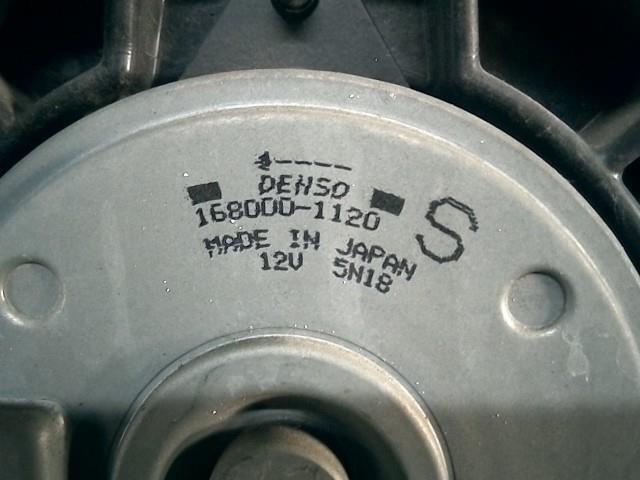 DENSO
168000-1120
S
MADE IN JAPAN
12V 5N18